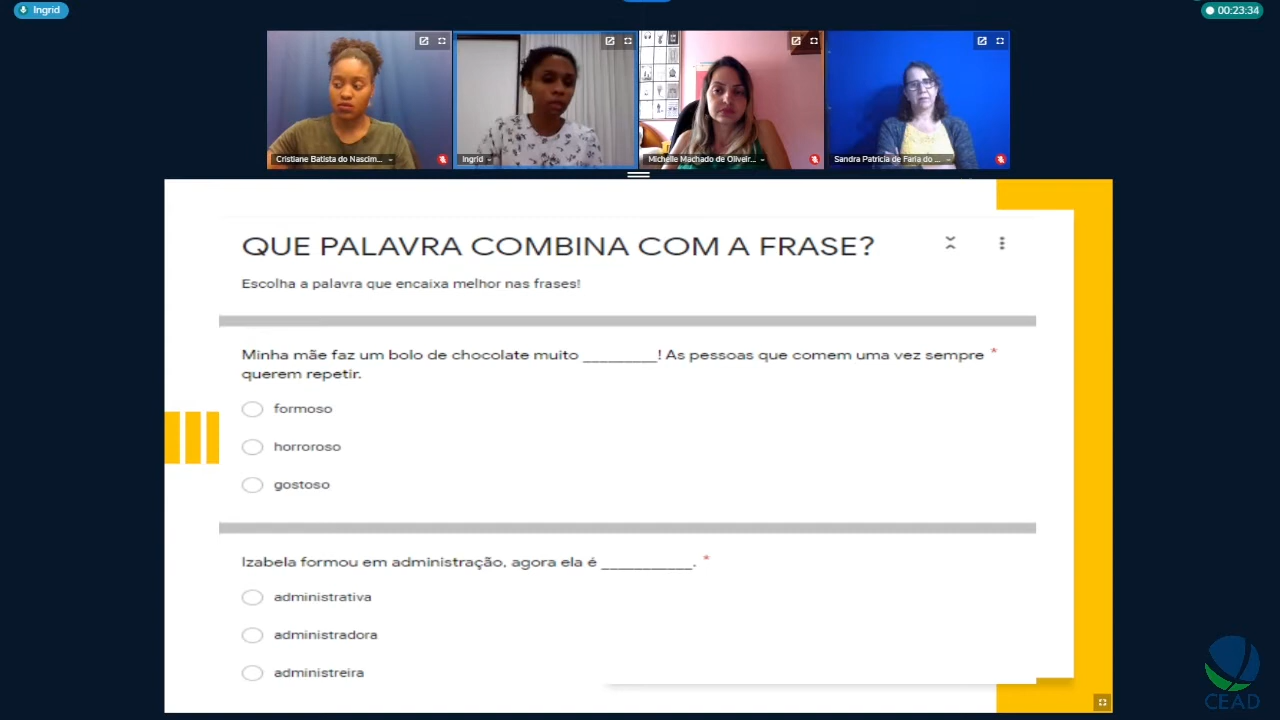 Ingrid
00:23:34
Cristiane Batista do Nascim...
Ingrid
Michelle Machado de Oliveir...
Sandra Patricia de Faria do ...
QUE PALAVRA COMBINA COM A FRASE?
Escolha a palavra que encaixa melhor nas frases!
Minha mãe faz um bolo de chocolate muito _________! As pessoas que comem uma vez sempre *
querem repetir.
formoso
horroroso
gostoso
Izabela formou em administração, agora ela é ___________. *
administrativa
administradora
administreira
CEAD